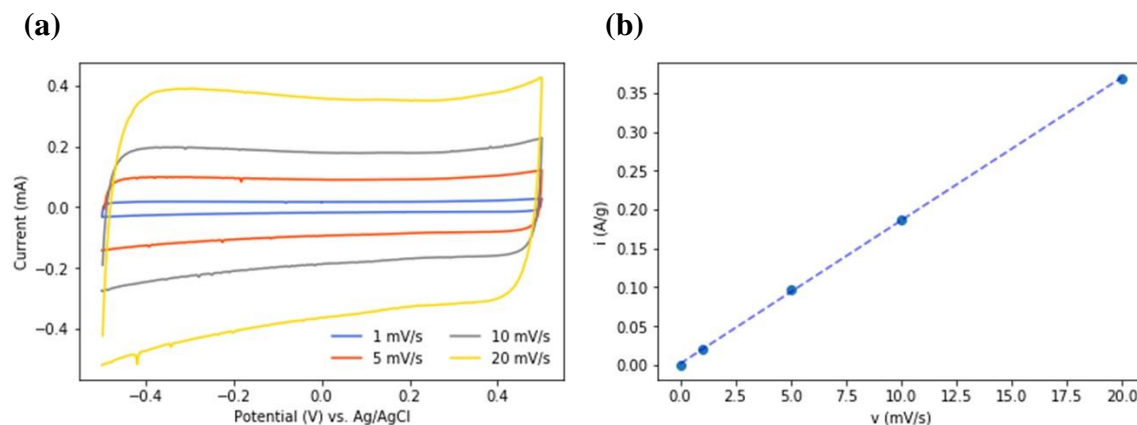 (a)
(b)
0.4
0.2
0.0
−0.2
−0.4
Current (mA)
−0.4
−0.2
0.0
0.2
0.4
Potential (V) vs. Ag/AgCl
1 mV/s
5 mV/s
10 mV/s
20 mV/s
0.35
0.30
0.25
0.20
0.15
0.10
0.05
0.00
i (A/g)
0.0
2.5
5.0
7.5
10.0
12.5
15.0
17.5
20.0
v (mV/s)